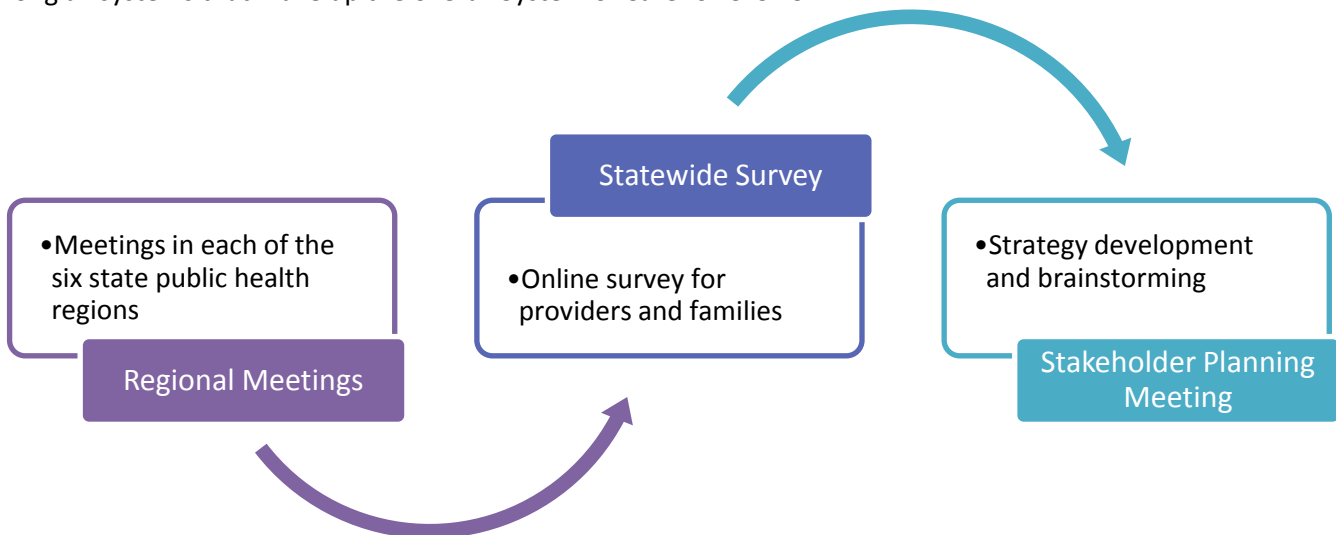 Statewide Survey
•Meetings in each of the
six state public health
regions
Regional Meetings
•Online survey for
providers and families
•Strategy development
and brainstorming
Stakeholder Planning
Meeting